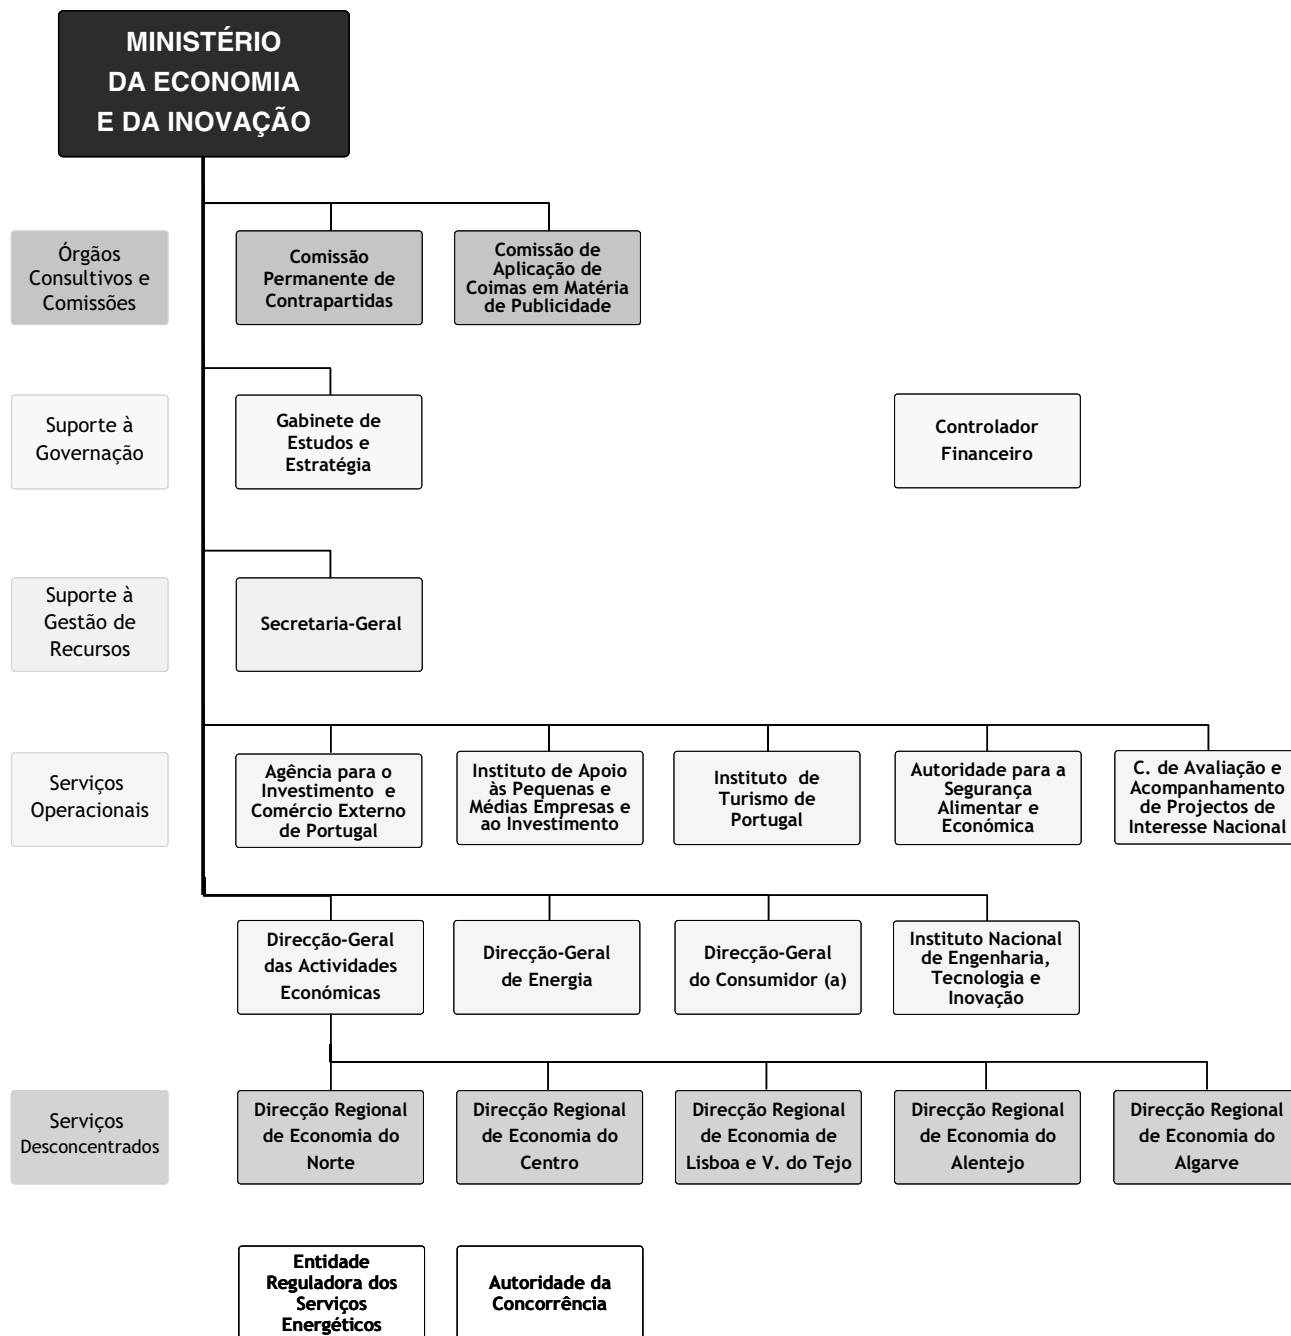 MINISTÉRIO
DA ECONOMIA
E DA INOVAÇÃO
Órgãos
Consultivos e
Comissões
Comissão
Permanente de
Contrapartidas
Comissão de
Aplicação de
Coimas em Matéria
de Publicidade
Suporte à
Governação
Gabinete de
Estudos e
Estratégia
Controlador
Financeiro
Suporte à
Gestão de
Recursos
Secretaria-Geral
Serviços
Operacionais
Agência para o
Investimento e
Comércio Externo
de Portugal
Instituto de Apoio
às Pequenas e
Médias Empresas e
ao Investimento
Instituto de
Turismo de
Portugal
Autoridade para a
Segurança
Alimentar e
Económica
C. de Avaliação e
Acompanhamento
de Projectos de
Interesse Nacional
Direcção-Geral
das Actividades
Económicas
Direcção-Geral
de Energia
Direcção-Geral
do Consumidor (a)
Instituto Nacional
de Engenharia,
Tecnologia e
Inovação
Serviços
Desconcentrados
Direcção Regional
de Economia do
Norte
Direcção Regional
de Economia do
Centro
Direcção Regional
de Economia de
Lisboa e V. do Tejo
Direcção Regional
de Economia do
Alentejo
Direcção Regional
de Economia do
Algarve
Entidade
Reguladora dos
Serviços
Energéticos
Autoridade da
Concorrência